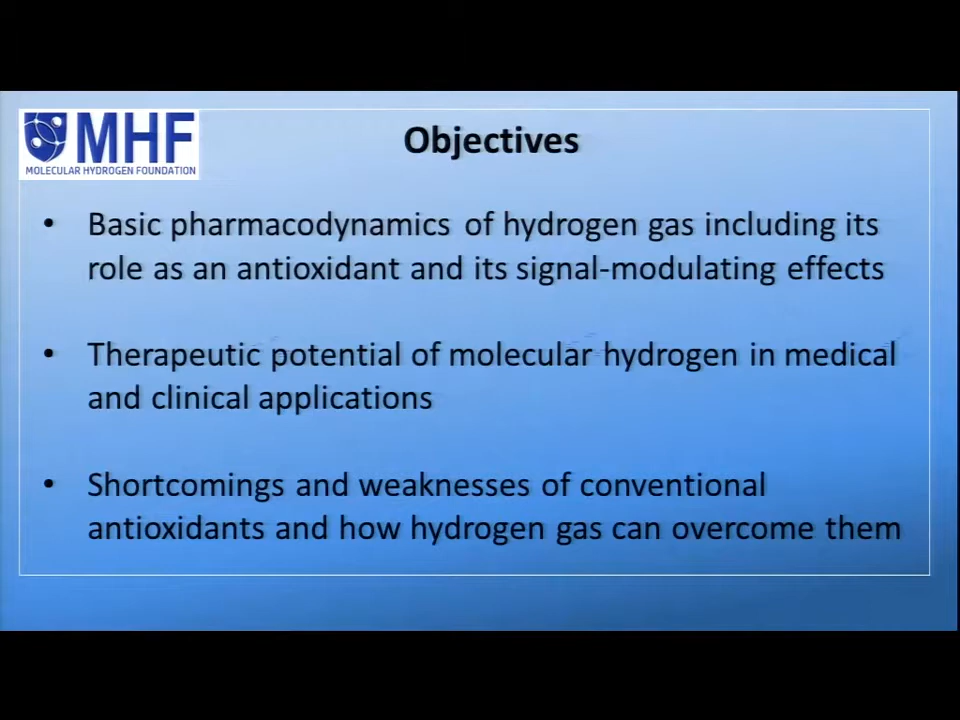 MHF
MOLECULAR HYDROGEN FOUNDATION
Objectives
• Basic pharmacodynamics of hydrogen gas including its
role as an antioxidant and its signal-modulating effects
• Therapeutic potential of molecular hydrogen in medical
and clinical applications
• Shortcomings and weaknesses of conventional
antioxidants and how hydrogen gas can overcome them